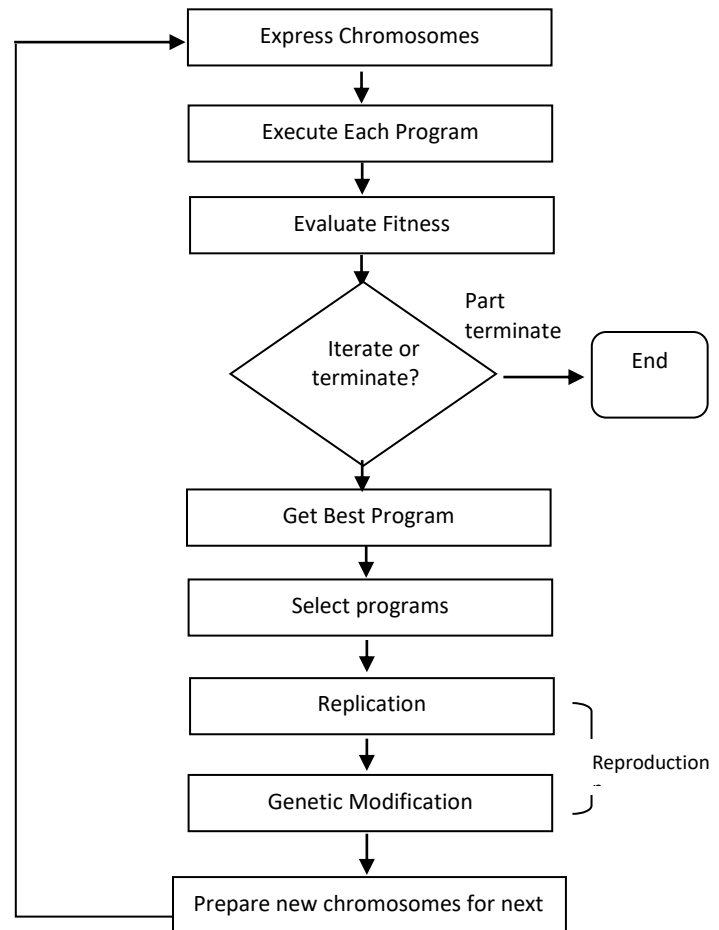 Express Chromosomes
Execute Each Program
Evaluate Fitness
Part
terminate
Iterate or
terminate?
End
Get Best Program
Select programs
Replication
Reproduction
Genetic Modification
Prepare new chromosomes for next